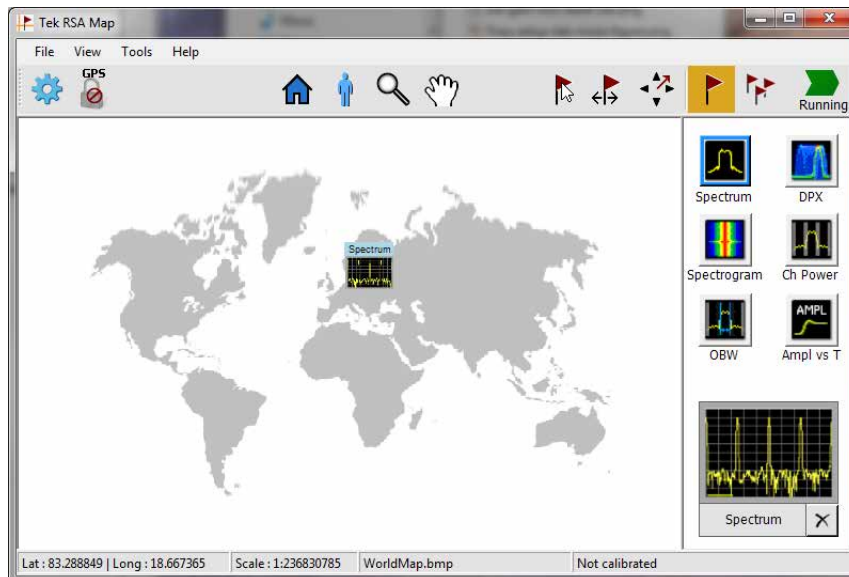 Tek RSA Map
File View Tools Help
GPS
Running
Spectrum DPX
Spectrum
Spectrogram Ch Power
AMPL
OBW Ampl vs T
Spectrum
Lat : 83.288849 | Long : 18.667365 Scale : 1:236830785 WorldMap.bmp Not calibrated